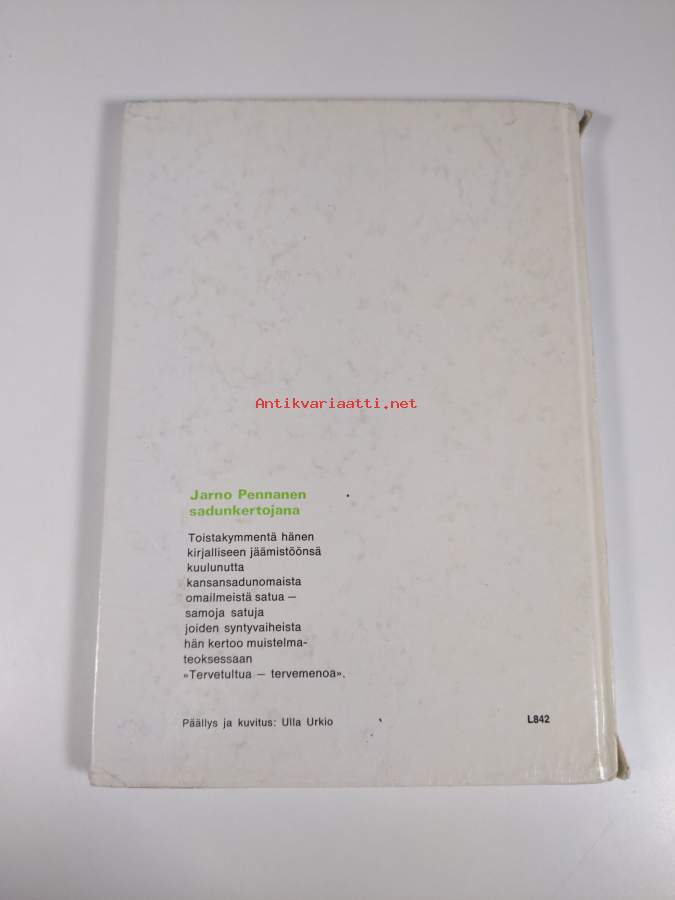 Antikvariaatti.net
Jarno Pennanen
sadunkertojana
Toistakymmentä hänen
kirjalliseen jäämistöönsä
kuulunutta
kansansadunomaista
omailmeistä satua —
samoja satuja
joiden syntyvaiheista
hän kertoo muistelma-
teoksessaan
»Tervetultua — tervemenoa».
Päällys ja kuvitus: Ulla Urkio
L842